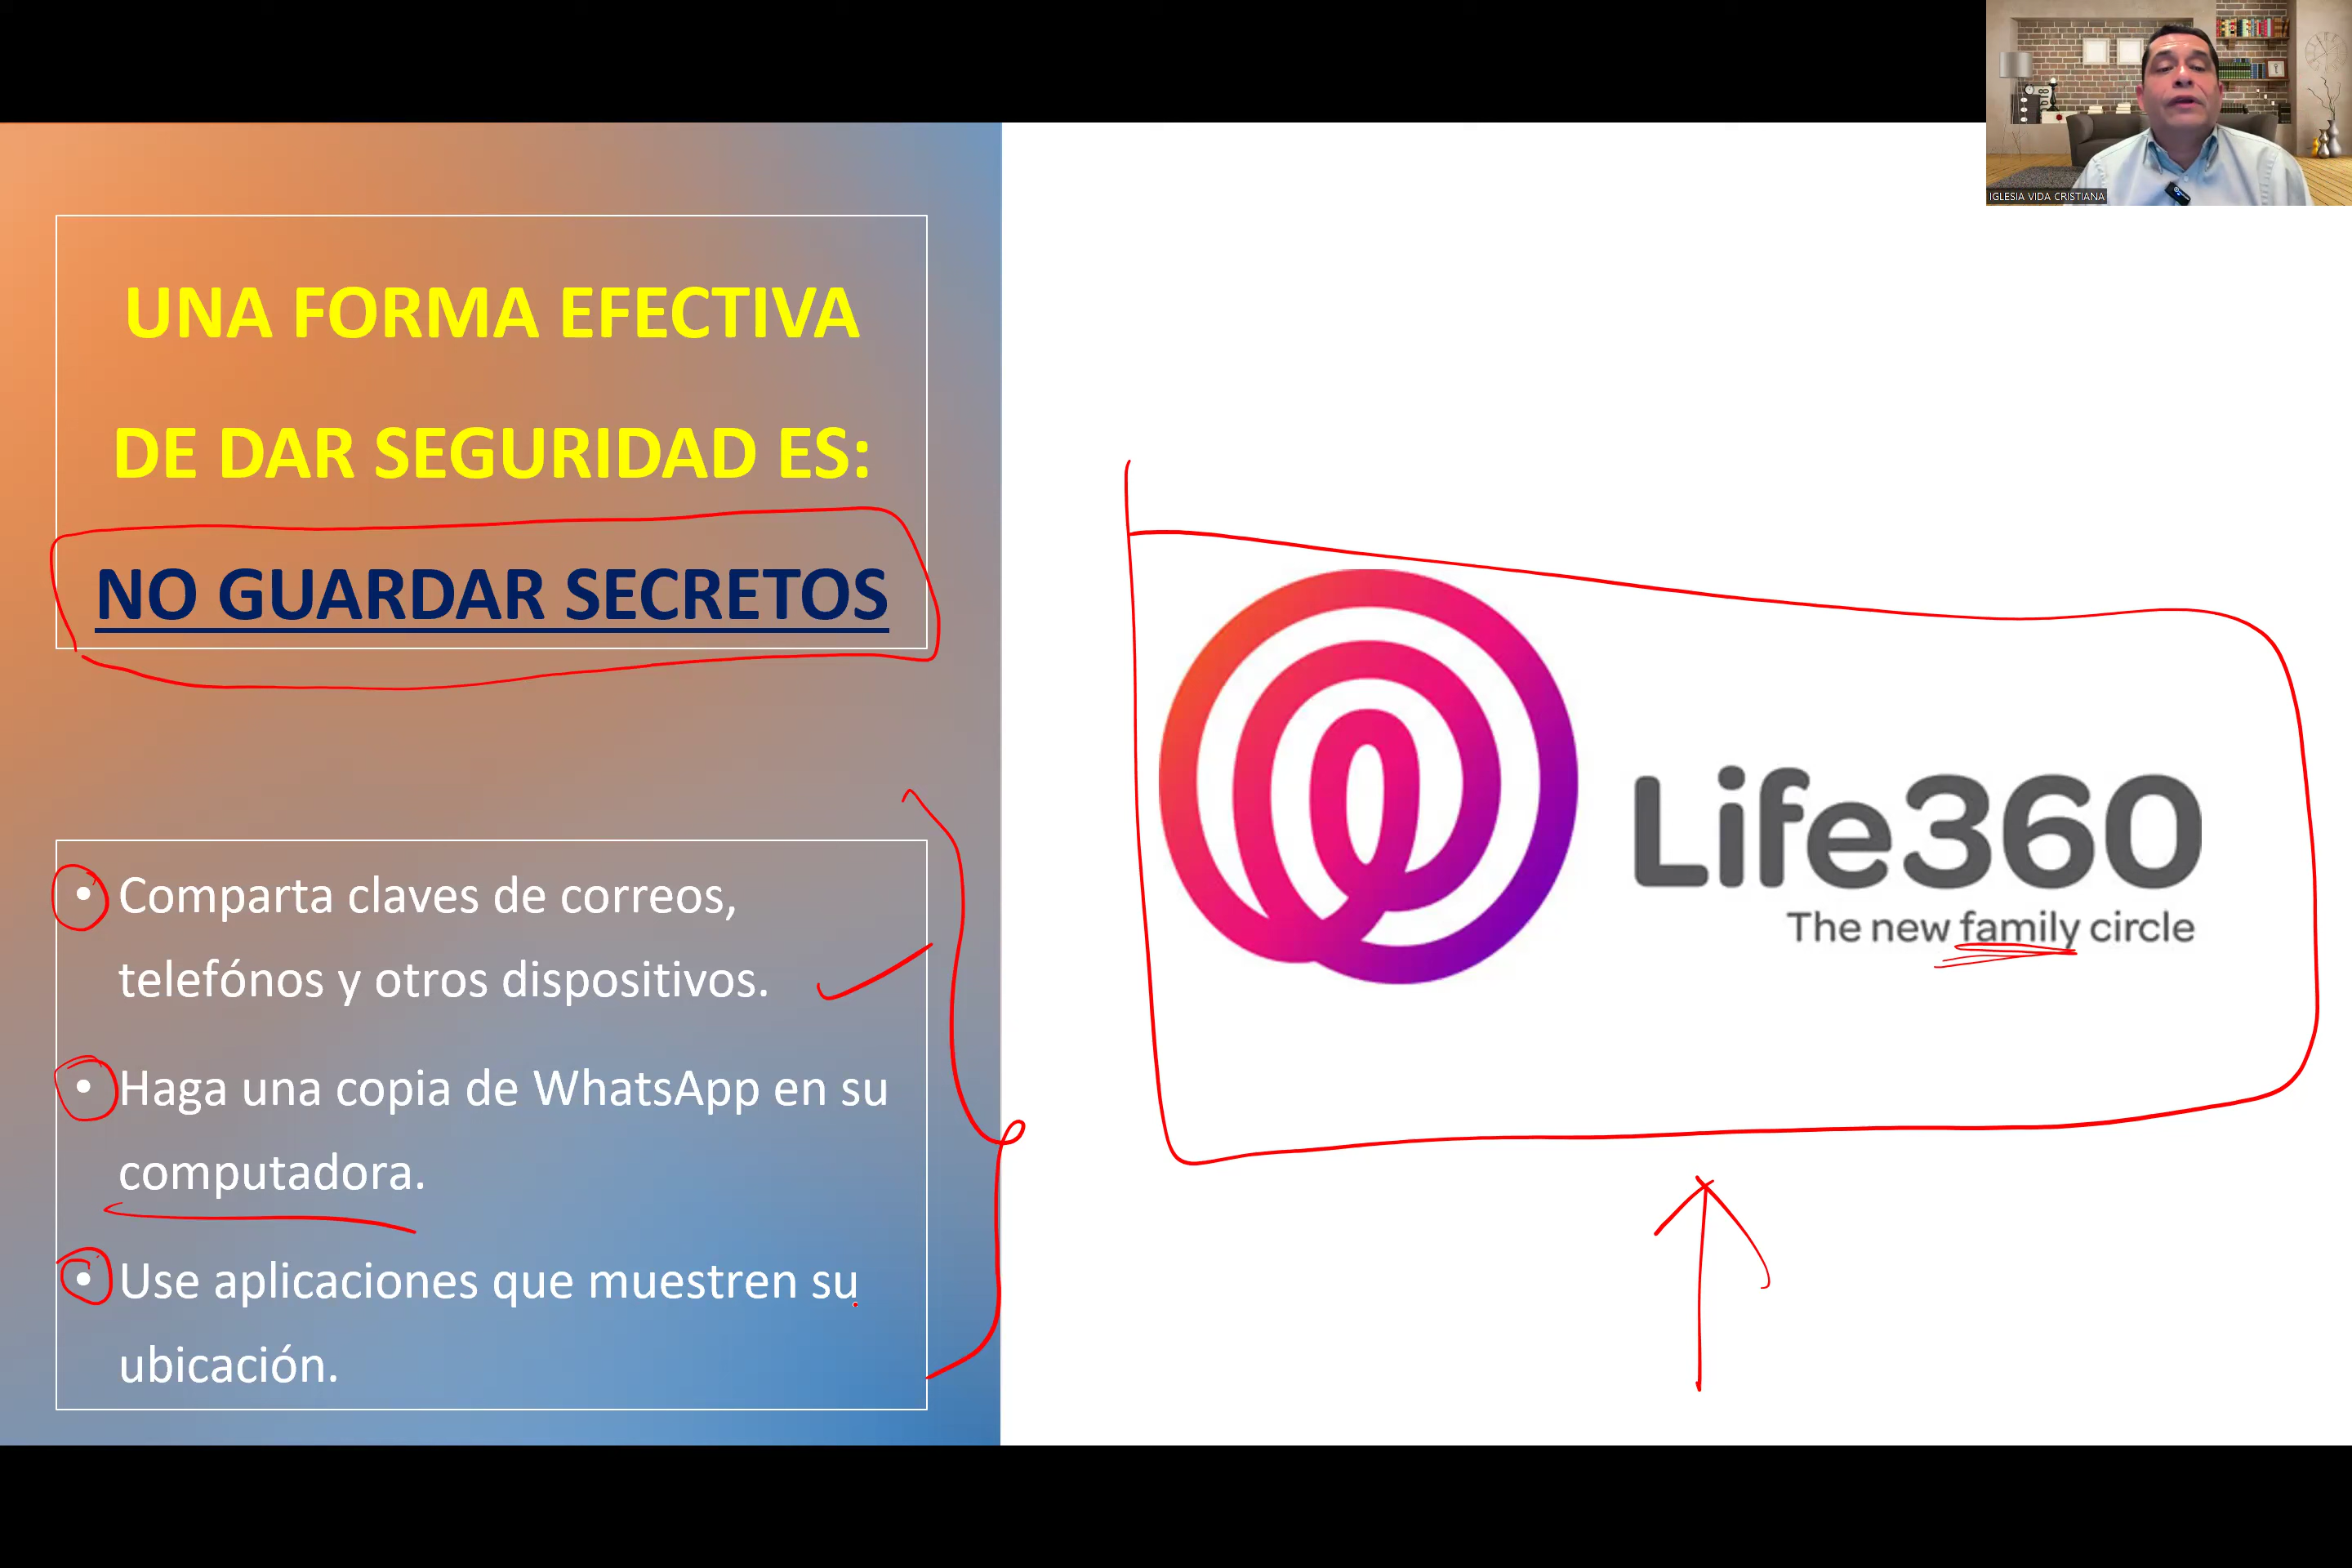 IGLESIA VIDA CRISTIANA
UNA FORMA EFECTIVA
DE DAR SEGURIDAD ES:
NO GUARDAR SECRETOS
• Comparta claves de correos,
telefónos y otros dispositivos.
• Haga una copia de WhatsApp en su
computadora.
• Use aplicaciones que muestren su
ubicación.
Life360
The new family circle